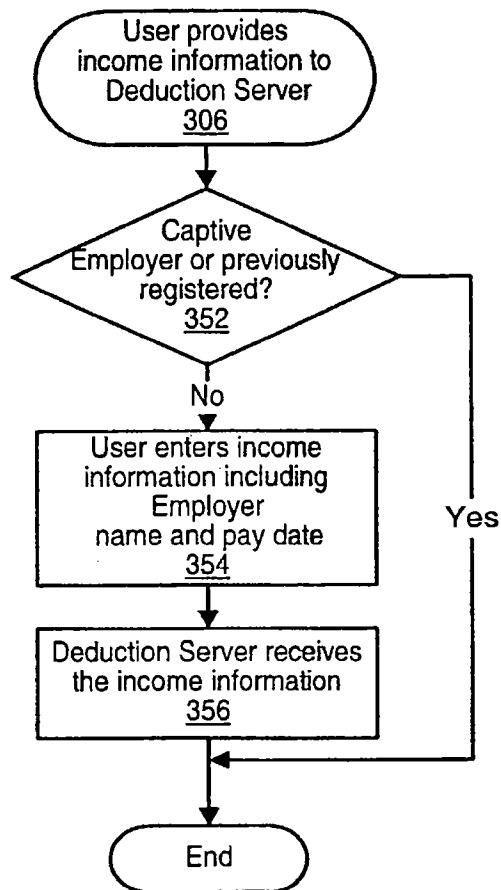 User provides
income information to
Deduction Server
306
Captive
Employer or previously
registered?
352
No
User enters income
information including
Employer
name and pay date
354
Yes
Deduction Server receives
the income information
356
End